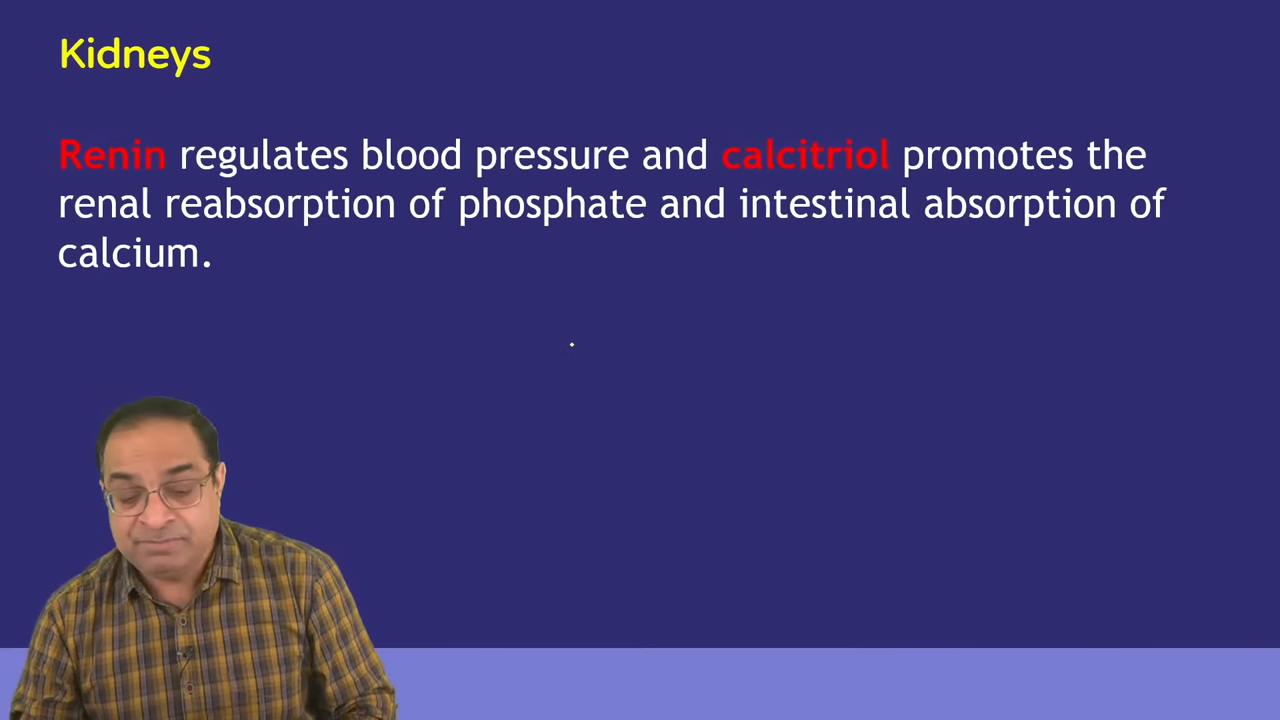 Kidneys
Renin regulates blood pressure and calcitriol promotes the
renal reabsorption of phosphate and intestinal absorption of
calcium.